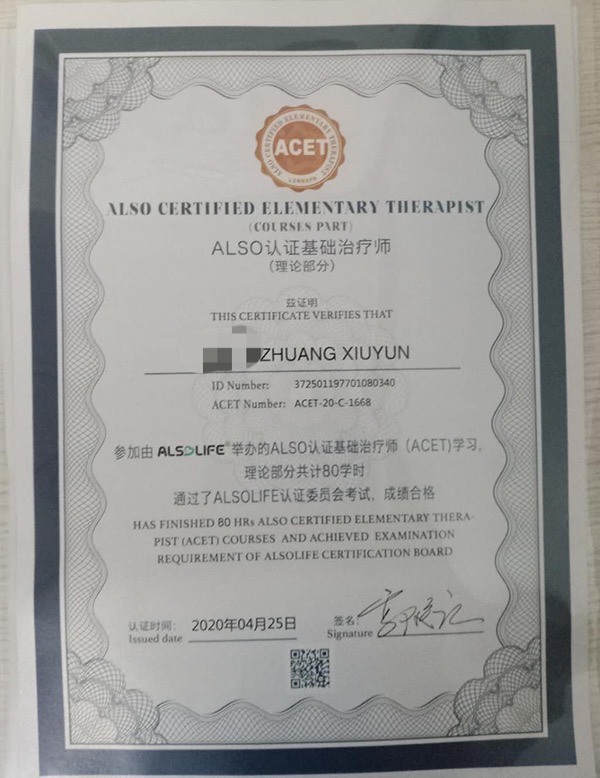 ALSO CERTIFIED ELEMENTARY THERAPIST
ACET
ALSO CERTIFIED ELEMENTARY THERAPIST
(COURSES PART)
ALSO认证基础治疗师
(理论部分)
兹证明
THIS CERTIFICATE VERIFIES THAT
ZHUANG XIUYUN
ID Number: 372501197701080340
ACET Number: ACET-20-C-1668
参加由 ALSOLIFE®举办的ALSO认证基础治疗师（ACET)学习,
理论部分共计80学时
通过了ALSOLIFE认证委员会考试，成绩合格
HAS FINISHED 80 HRs ALSO CERTIFIED ELEMENTARY THERA-
PIST (ACET) COURSES AND ACHIEVED EXAMINATION
REQUIREMENT OF ALSOLIFE CERTIFICATION BOARD
认证时间: 2020年04月25日
Issued date
签名:
Signature